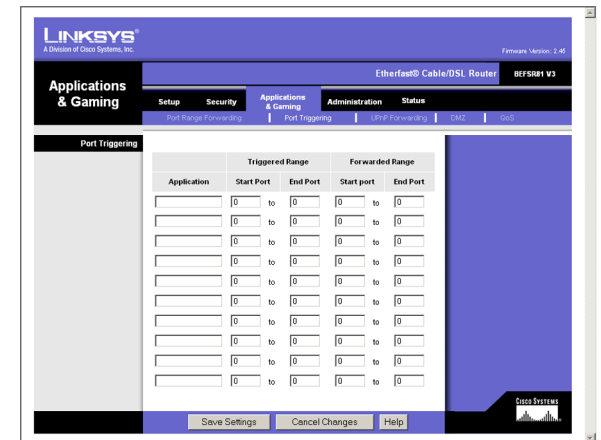 LINKSYS®
A Division of Cisco Systems, Inc.
Firmware Version: 2.45
Etherfast® Cable/DSL Router
BEFSR81 V3
Applications & Gaming
Setup Security Applications & Gaming Administration Status
Port Range Forwarding | Port Triggering | UPnP Forwarding | DMZ | QoS
Port Triggering
Triggered Range Forwarded Range
Application Start Port End Port Start port End Port
0 to 0 0 to 0
0 to 0 0 to 0
0 to 0 0 to 0
0 to 0 0 to 0
0 to 0 0 to 0
0 to 0 0 to 0
0 to 0 0 to 0
0 to 0 0 to 0
0 to 0 0 to 0
0 to 0 0 to 0
Save Settings Cancel Changes Help
CISCO SYSTEMS